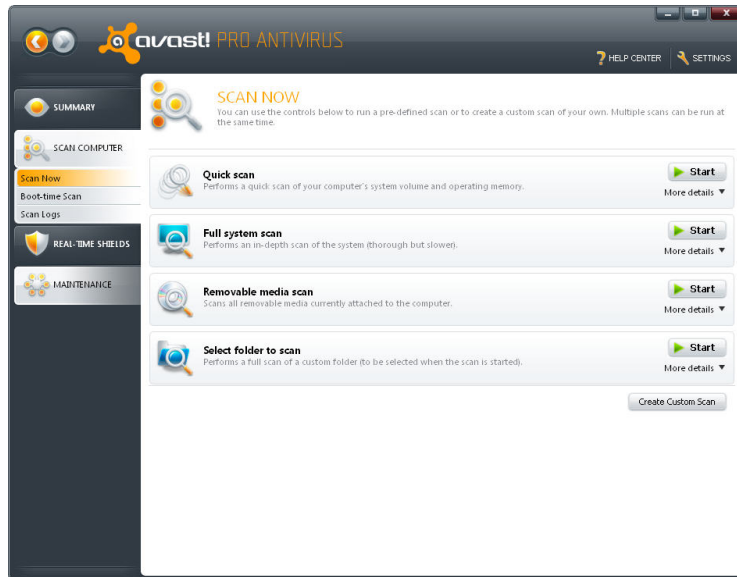 avast! PRO ANTIVIRUS
HELP CENTER
SETTINGS
SUMMARY
SCAN COMPUTER
Scan Now
Boot-time Scan
Scan Logs
REAL-TIME SHIELDS
MAINTENANCE
SCAN NOW
You can use the controls below to run a pre-defined scan or to create a custom scan of your own. Multiple scans can be run at
the same time.
Quick scan
Performs a quick scan of your computer's system volume and operating memory.
Start
More details
Full system scan
Performs an in-depth scan of the system (thorough but slower).
Start
More details
Removable media scan
Scans all removable media currently attached to the computer.
Start
More details
Select folder to scan
Performs a full scan of a custom folder (to be selected when the scan is started).
Start
More details
Create Custom Scan